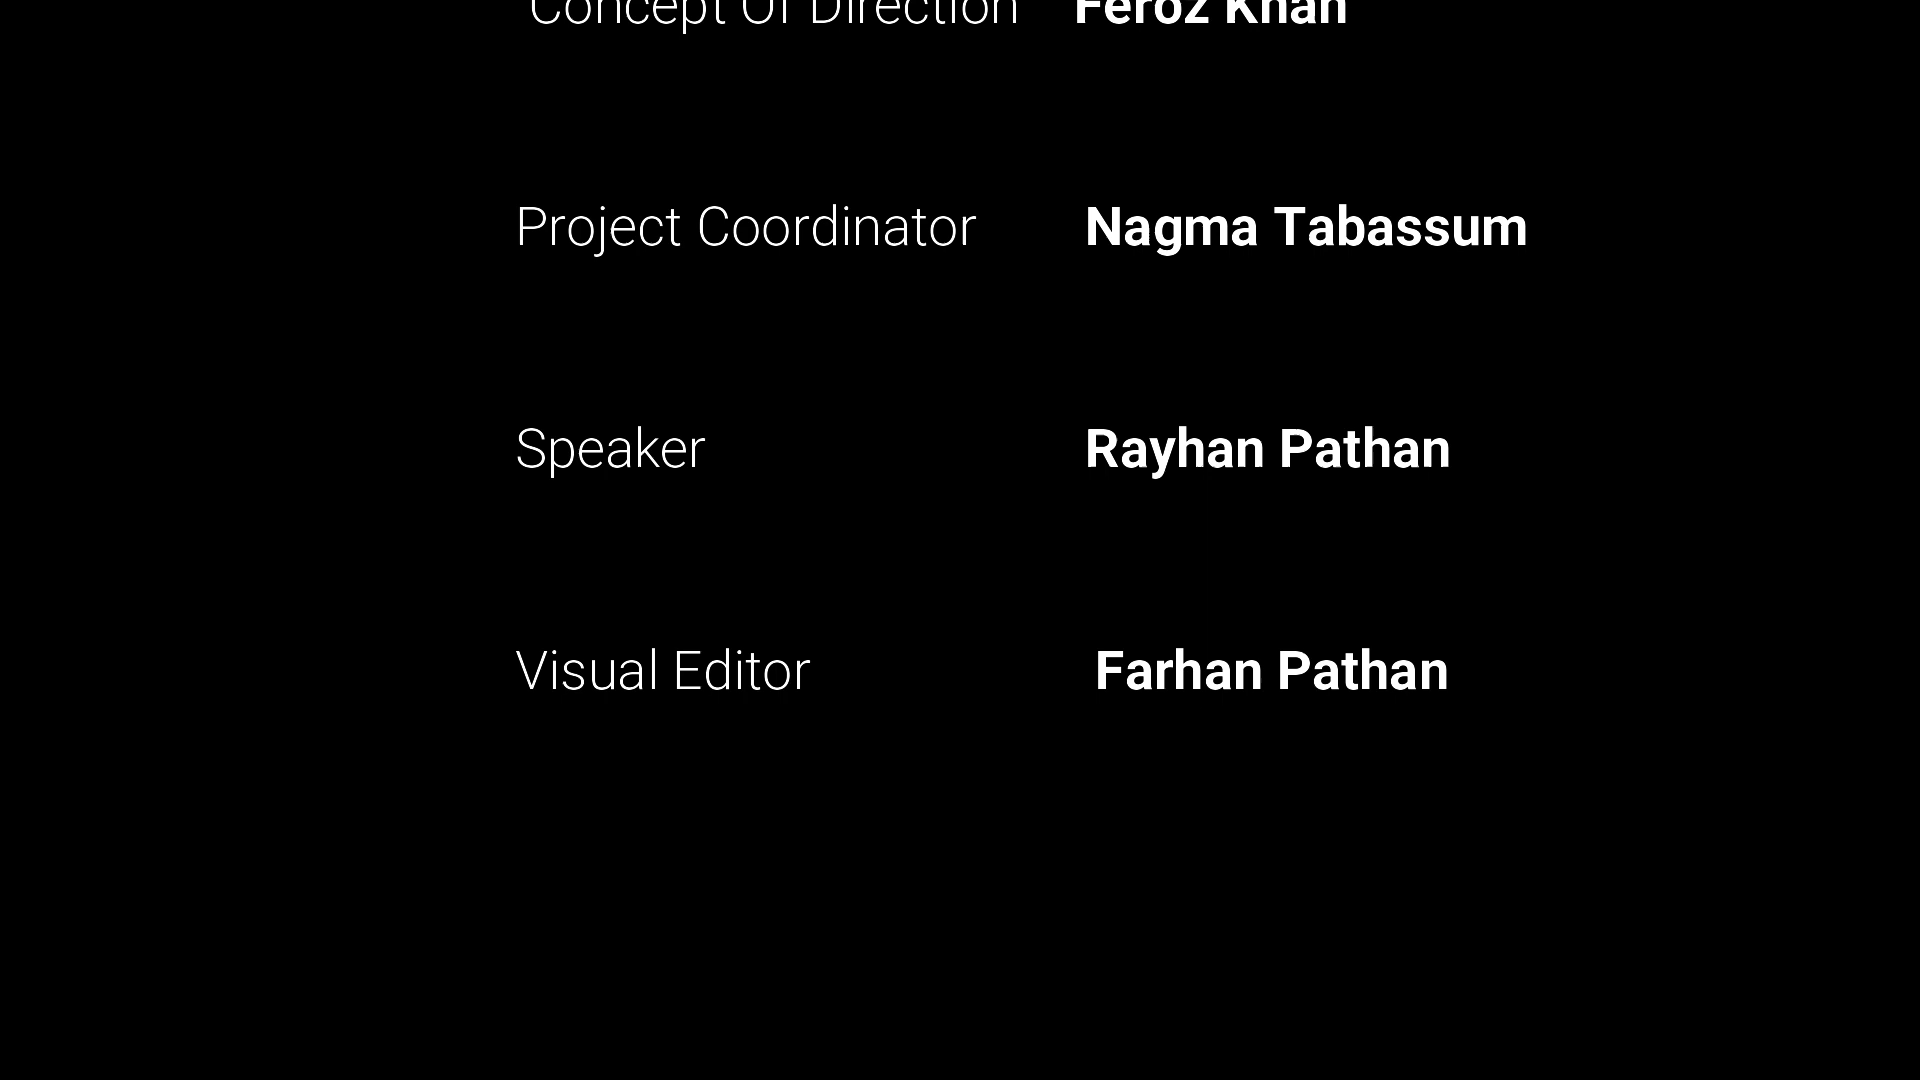 Concept Of Direction Feroz Khan
Project Coordinator Nagma Tabassum
Speaker Rayhan Pathan
Visual Editor Farhan Pathan